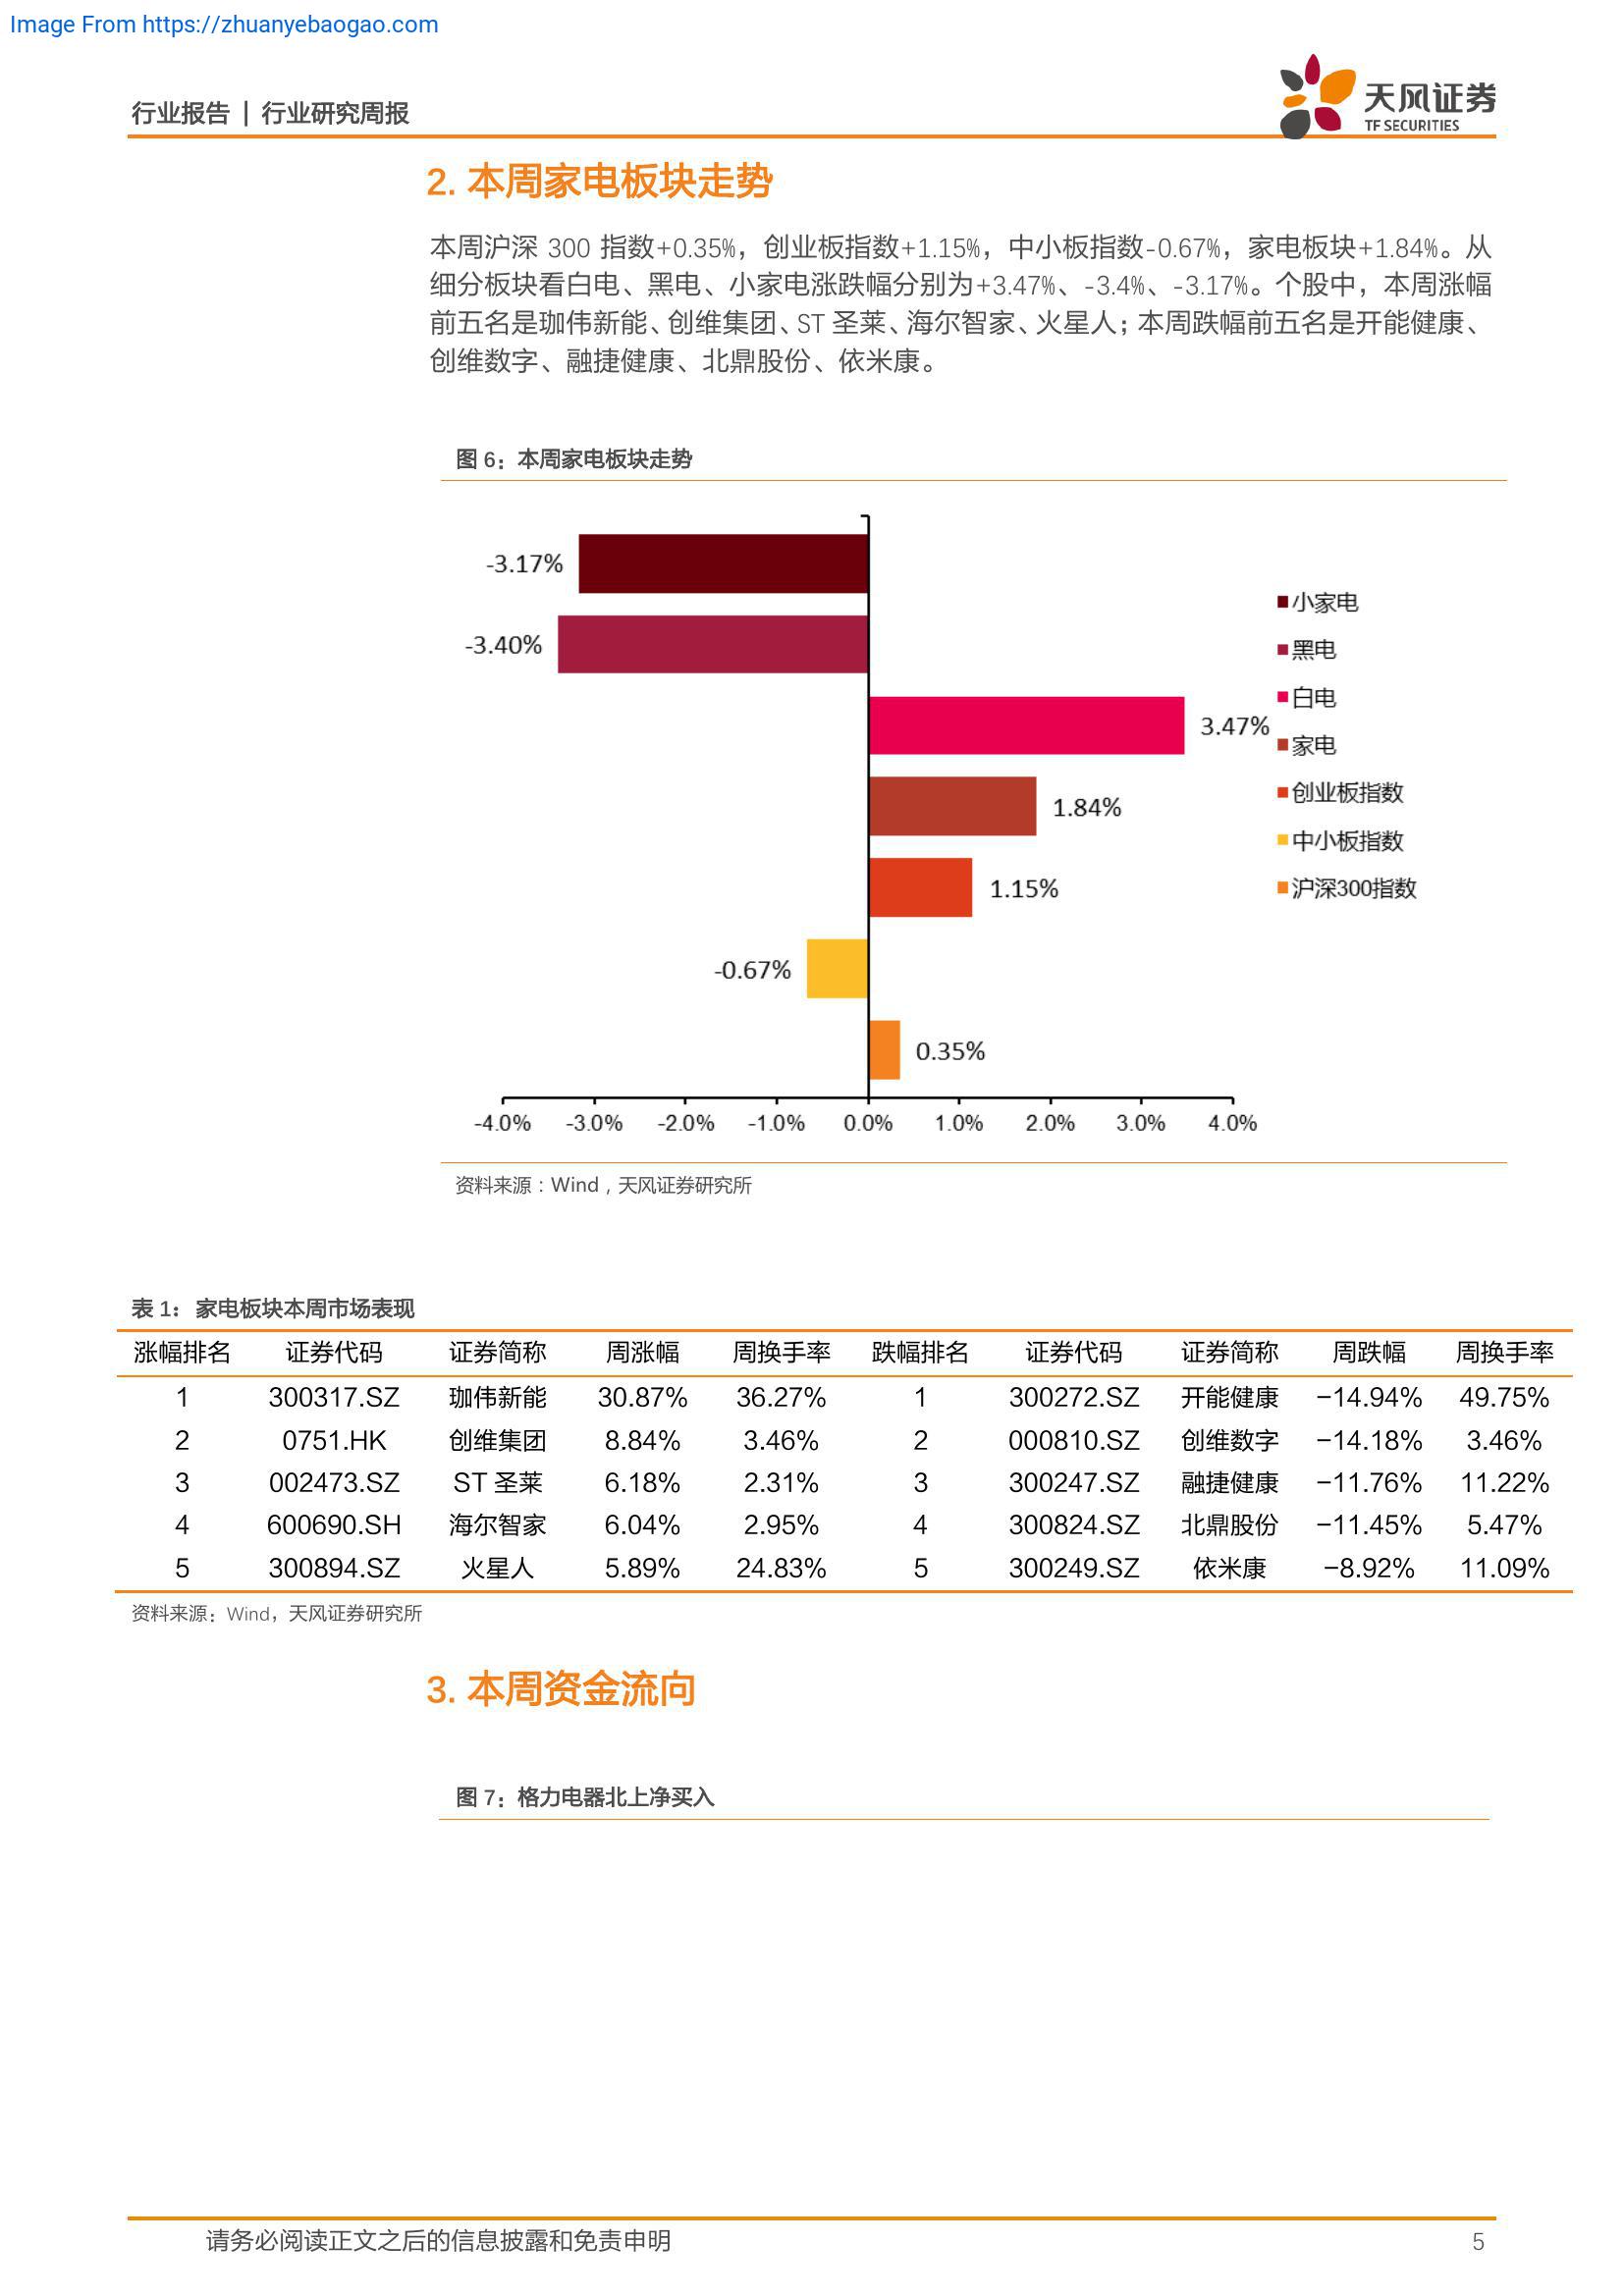 Image From https://zhuanyebaogao.com
行业报告 | 行业研究周报
天风证券
TF SECURITIES
2. 本周家电板块走势
本周沪深 300 指数+0.35%，创业板指数+1.15%，中小板指数-0.67%，家电板块+1.84%。从
细分板块看白电、黑电、小家电涨跌幅分别为+3.47%、-3.4%、-3.17%。个股中，本周涨幅
前五名是珈伟新能、创维集团、ST 圣莱、海尔智家、火星人；本周跌幅前五名是开能健康、
创维数字、融捷健康、北鼎股份、依米康。
图 6：本周家电板块走势
-3.17%
-3.40%
3.47%
1.84%
1.15%
-0.67%
0.35%
小家电
黑电
白电
家电
创业板指数
中小板指数
沪深300指数
-4.0% -3.0% -2.0% -1.0% 0.0% 1.0% 2.0% 3.0% 4.0%
资料来源：Wind，天风证券研究所
表 1：家电板块本周市场表现
涨幅排名 证券代码 证券简称 周涨幅 周换手率 跌幅排名 证券代码 证券简称 周跌幅 周换手率
1 300317.SZ 珈伟新能 30.87% 36.27% 1 300272.SZ 开能健康 -14.94% 49.75%
2 0751.HK 创维集团 8.84% 3.46% 2 000810.SZ 创维数字 -14.18% 3.46%
3 002473.SZ ST 圣莱 6.18% 2.31% 3 300247.SZ 融捷健康 -11.76% 11.22%
4 600690.SH 海尔智家 6.04% 2.95% 4 300824.SZ 北鼎股份 -11.45% 5.47%
5 300894.SZ 火星人 5.89% 24.83% 5 300249.SZ 依米康 -8.92% 11.09%
资料来源：Wind，天风证券研究所
3. 本周资金流向
图 7：格力电器北上净买入
请务必阅读正文之后的信息披露和免责申明 5